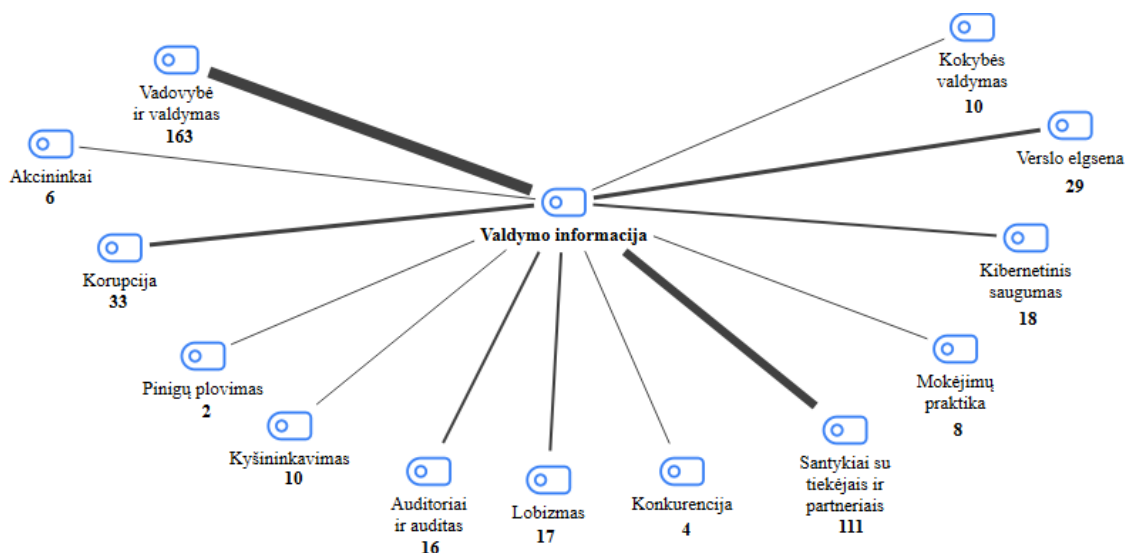 Vadovybė
ir valdymas
163
Kokybės
valdymas
10
Akcininkai
6
Verslo elgsena
29
Valdymo informacija
Korupcija
33
Kibernetinis
saugumas
18
Pinigų plovimas
2
Mokėjimų
praktika
8
Kyšininkavimas
10
Auditoriai
ir auditas
16
Lobizmas
17
Konkurencija
4
Santykiai su
tiekėjais ir
partneriais
111